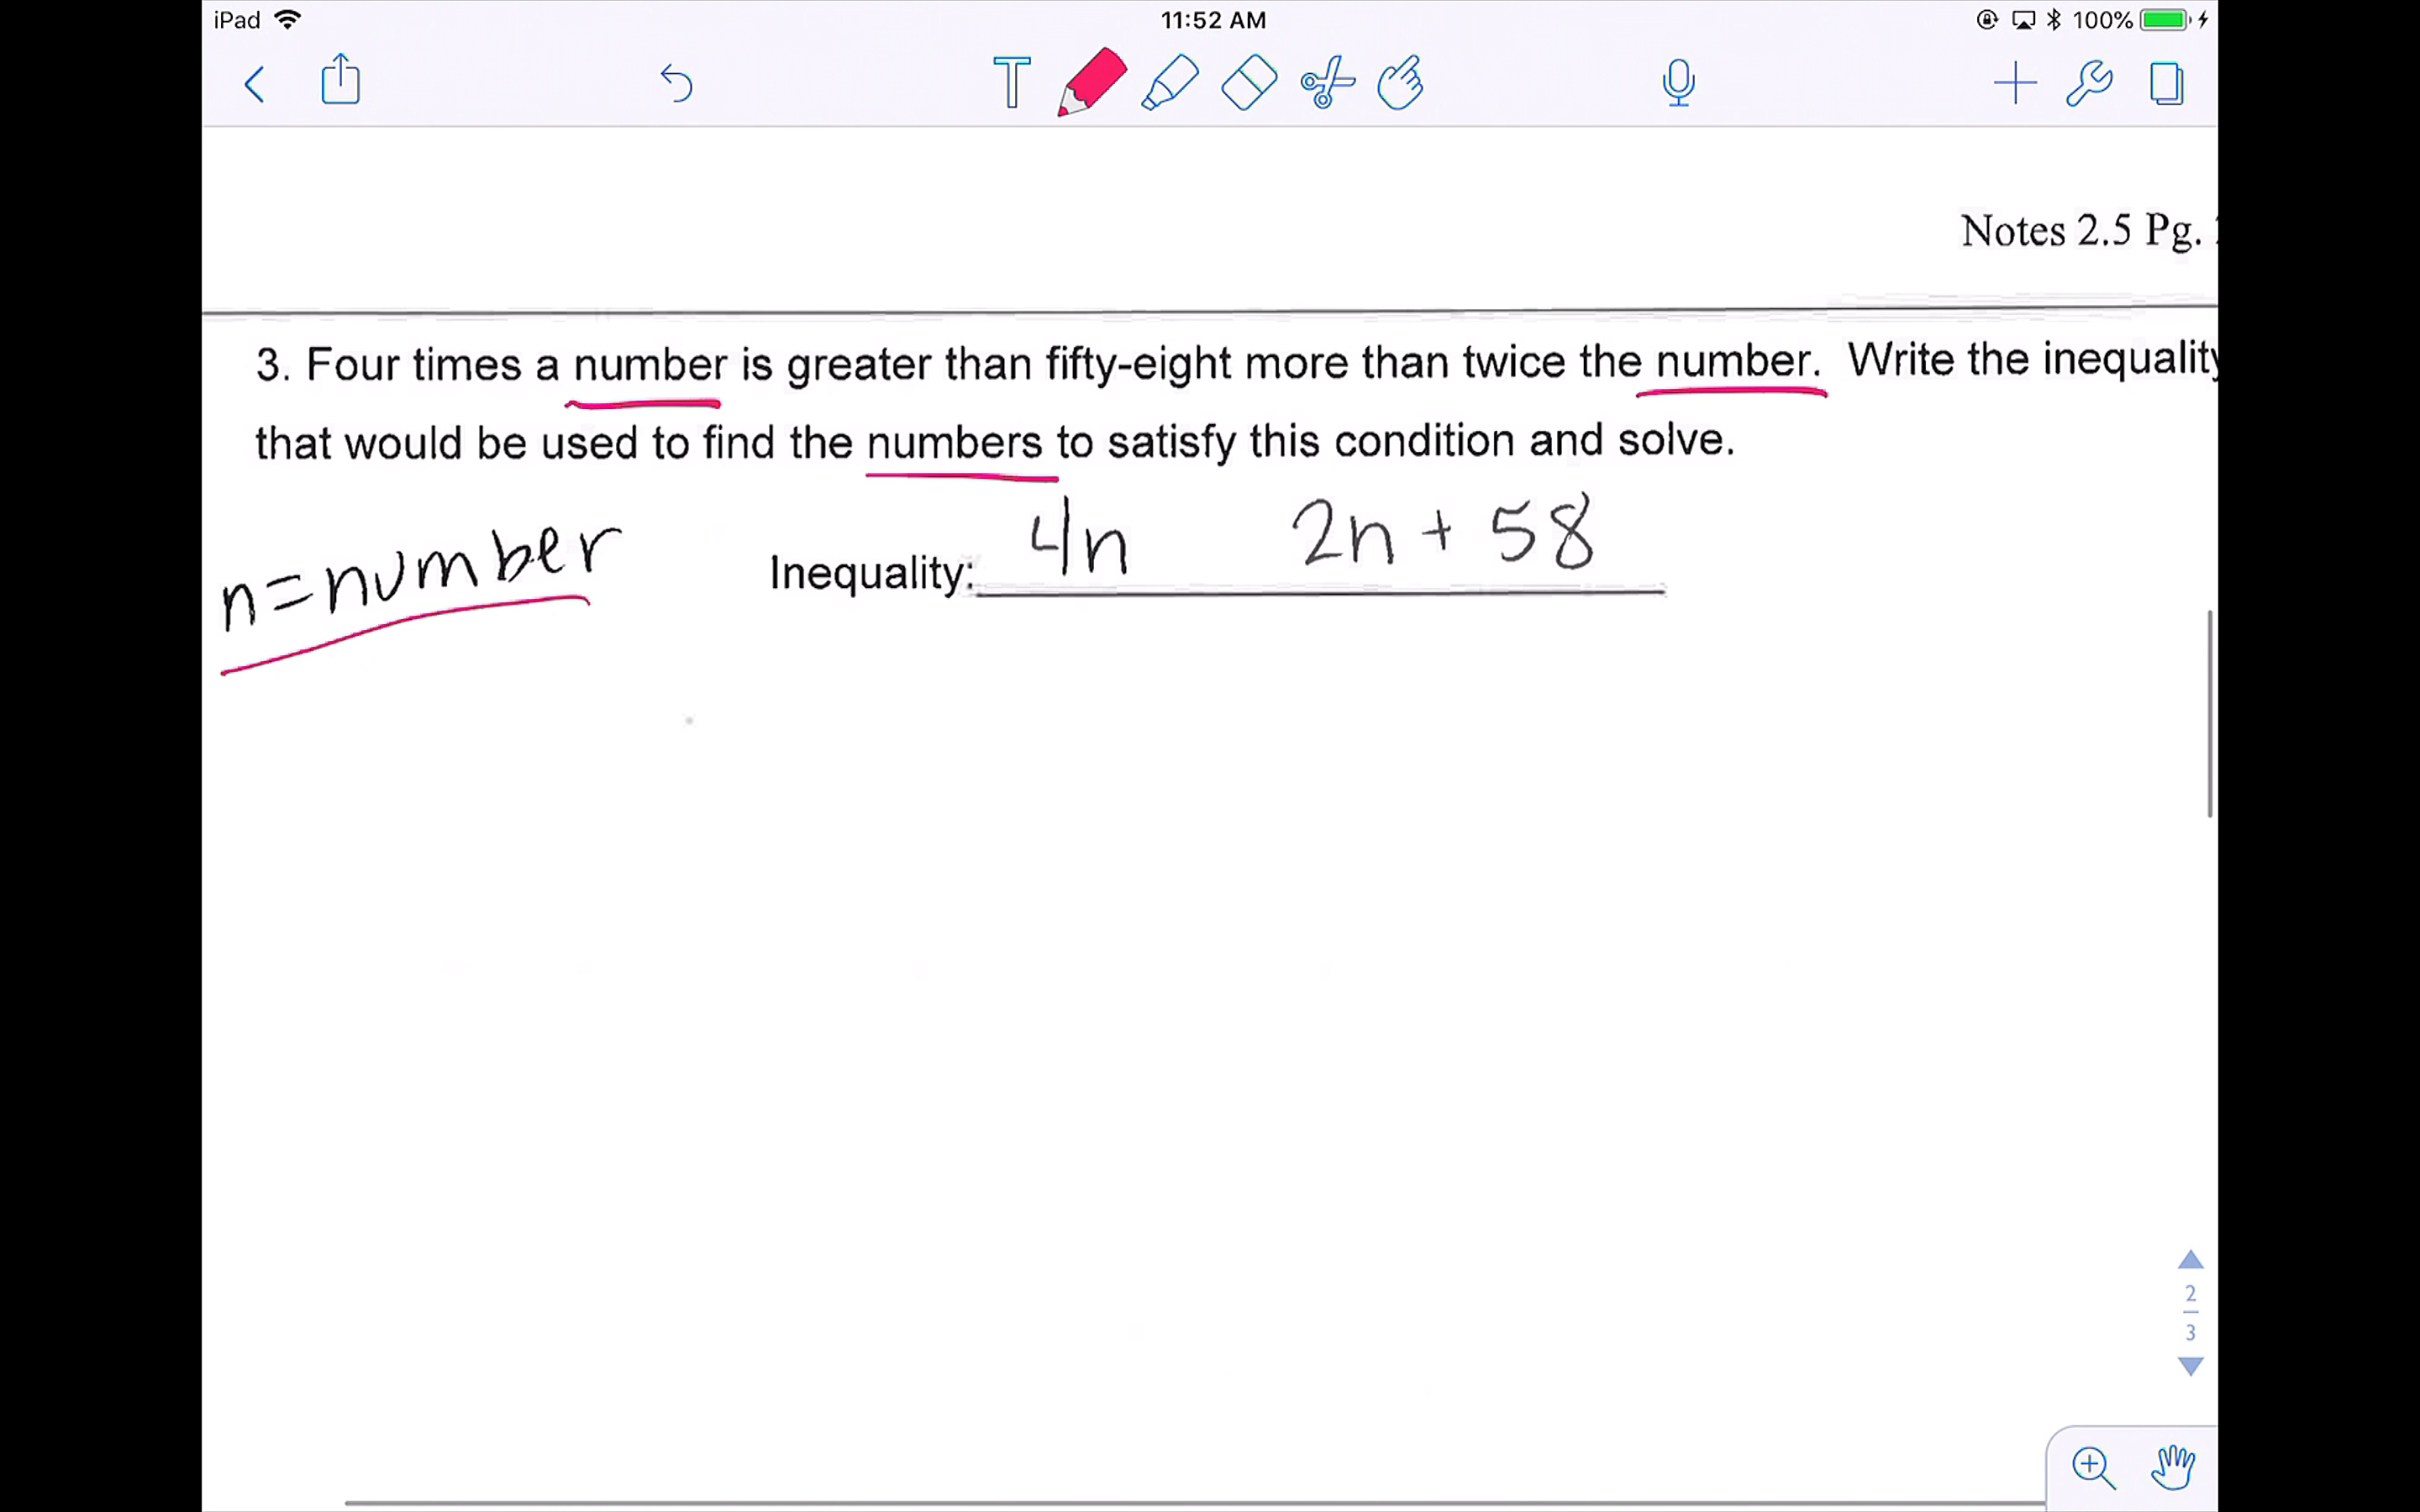 iPad 11:52 AM 100%
T
Notes 2.5 Pg.
3. Four times a number is greater than fifty-eight more than twice the number. Write the inequality
that would be used to find the numbers to satisfy this condition and solve.
n=number
Inequality: 4n 2n + 58
2
3